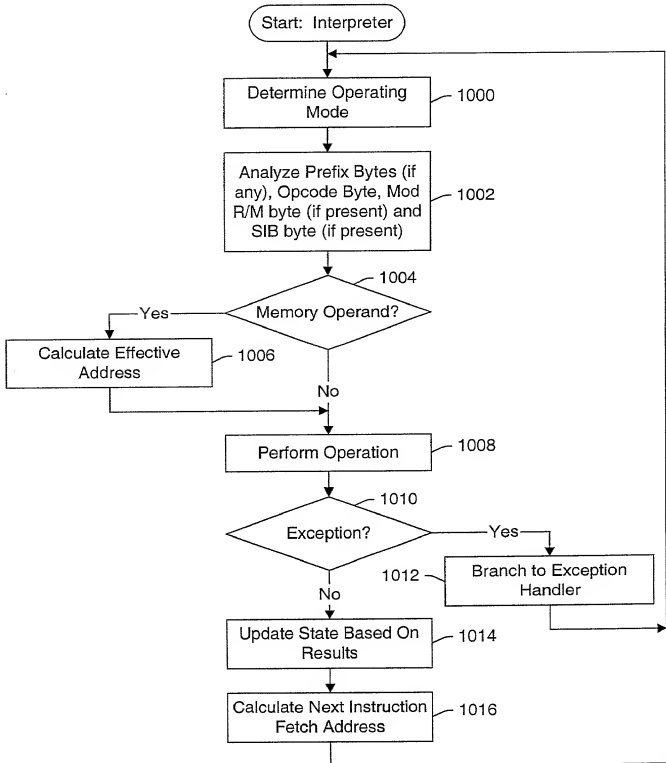 Start: Interpreter
Determine Operating
Mode
1000
Analyze Prefix Bytes (if
any), Opcode Byte, Mod
R/M byte (if present) and
SIB byte (if present)
1002
1004
Memory Operand?
Yes
Calculate Effective
Address
1006
No
Perform Operation
1008
1010
Exception?
Yes
1012
Branch to Exception
Handler
No
Update State Based On
Results
1014
Calculate Next Instruction
Fetch Address
1016